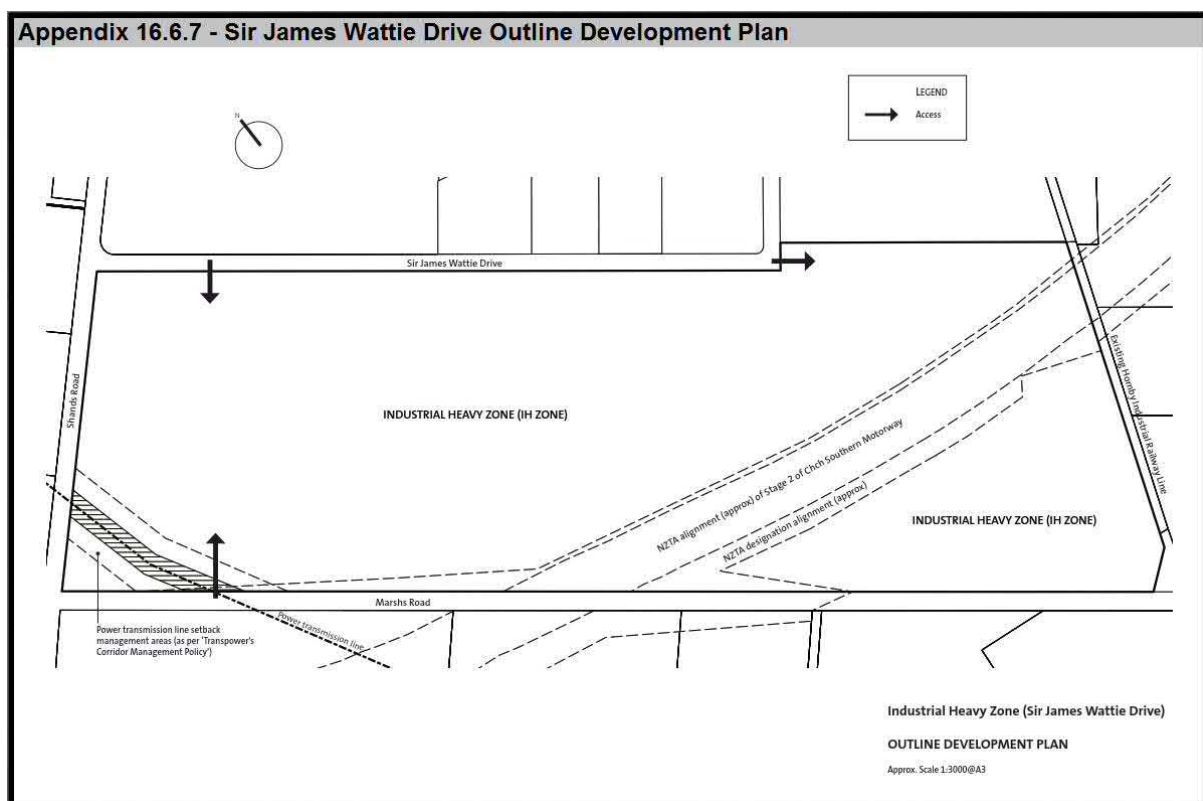 Appendix 16.6.7 - Sir James Wattie Drive Outline Development Plan
LEGEND
Access
N
Sir James Wattie Drive
Shands Road
Existing Hornby Industrial Railway Line
INDUSTRIAL HEAVY ZONE (IH ZONE)
NZTA alignment (approx) of Stage 2 of Chch Southern Motorway
NZTA designation alignment (approx)
INDUSTRIAL HEAVY ZONE (IH ZONE)
Marshs Road
Power transmission line
Power transmission line setback
management areas (as per 'Transpower's
Corridor Management Policy')
Industrial Heavy Zone (Sir James Wattie Drive)
OUTLINE DEVELOPMENT PLAN
Approx. Scale 1:3000@A3